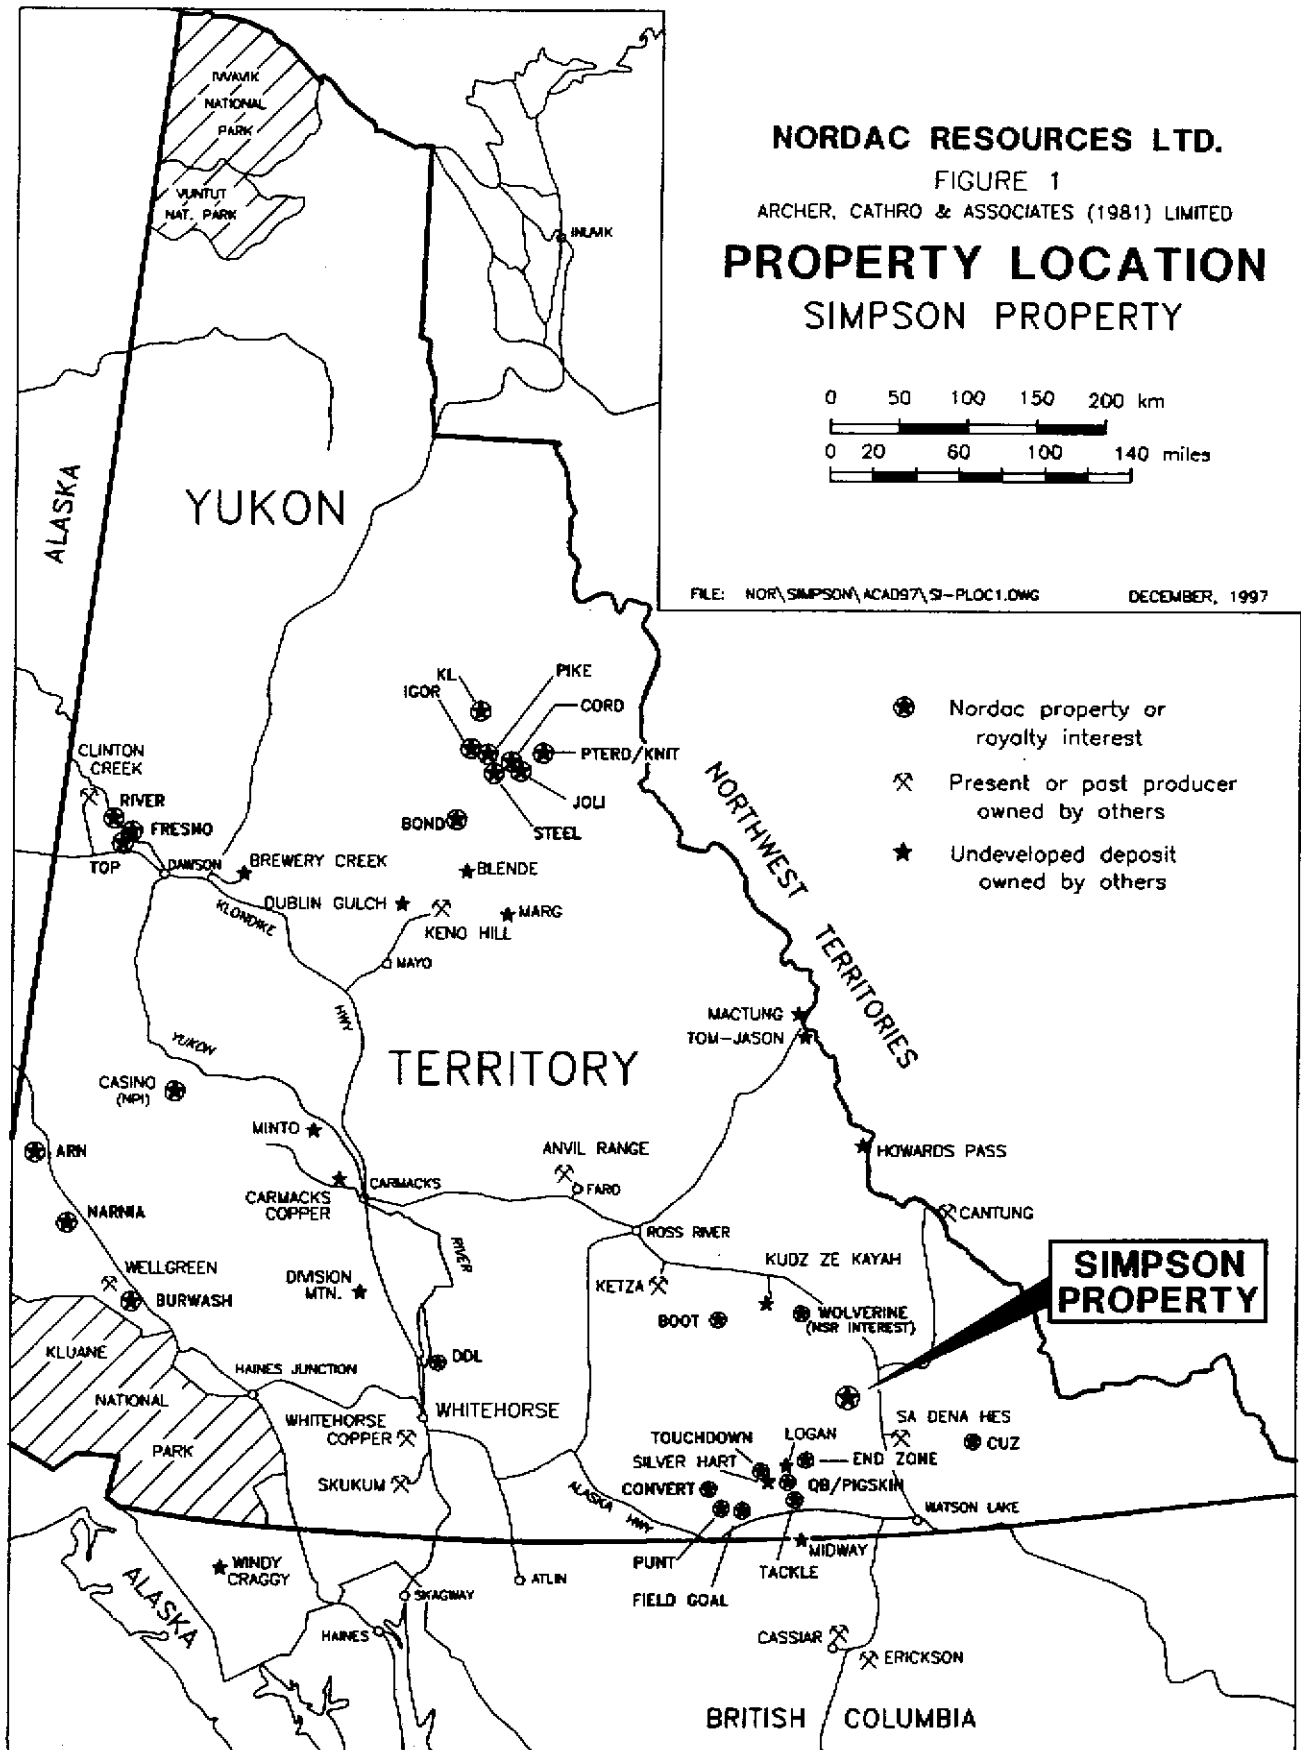 NORDAC RESOURCES LTD.
FIGURE 1
ARCHER, CATHRO & ASSOCIATES (1981) LIMITED
PROPERTY LOCATION
SIMPSON PROPERTY
0 50 100 150 200 km
0 20 60 100 140 miles
FILE: NOR\SIMPSON\ACAD97\SI-PLOC1.DWG
DECEMBER, 1997
Nordac property or
royalty interest
Present or past producer
owned by others
Undeveloped deposit
owned by others
IVVAVIK
NATIONAL
PARK
VUNTUT
NAT. PARK
INUVIK
ALASKA
YUKON
KL
PIKE
IGOR
CORD
PTERD/KNIT
JOLI
STEEL
BOND
CLINTON
CREEK
RIVER
FRESNO
TOP
DAWSON
BREWERY CREEK
BLENDE
KLONDIKE
DUBLIN GULCH
KENO HILL
MARG
MAYO
HWY
NORTHWEST
TERRITORIES
MACTUNG
TOM-JASON
YUKON
TERRITORY
CASINO
(NPI)
MINTO
ARN
ANVIL RANGE
HOWARDS PASS
CARMACKS
COPPER
CARMACKS
FARO
NARNIA
CANTUNG
RIVER
ROSS RIVER
KUDZ ZE KAYAH
SIMPSON
PROPERTY
WELLGREEN
BURWASH
DIVISION
MTN.
KETZA
BOOT
WOLVERINE
(NSR INTEREST)
KLUANE
NATIONAL
PARK
HAINES JUNCTION
DDL
WHITEHORSE
WHITEHORSE
COPPER
SKUKUM
SA DENA HES
CUZ
TOUCHDOWN
LOGAN
SILVER HART
END ZONE
CONVERT
QB/PIGSKIN
ALASKA
HWY
WATSON LAKE
PUNT
MIDWAY
TACKLE
FIELD GOAL
WINDY
CRAGGY
ALASKA
SKAGWAY
ATLIN
HAINES
CASSIAR
ERICKSON
BRITISH COLUMBIA